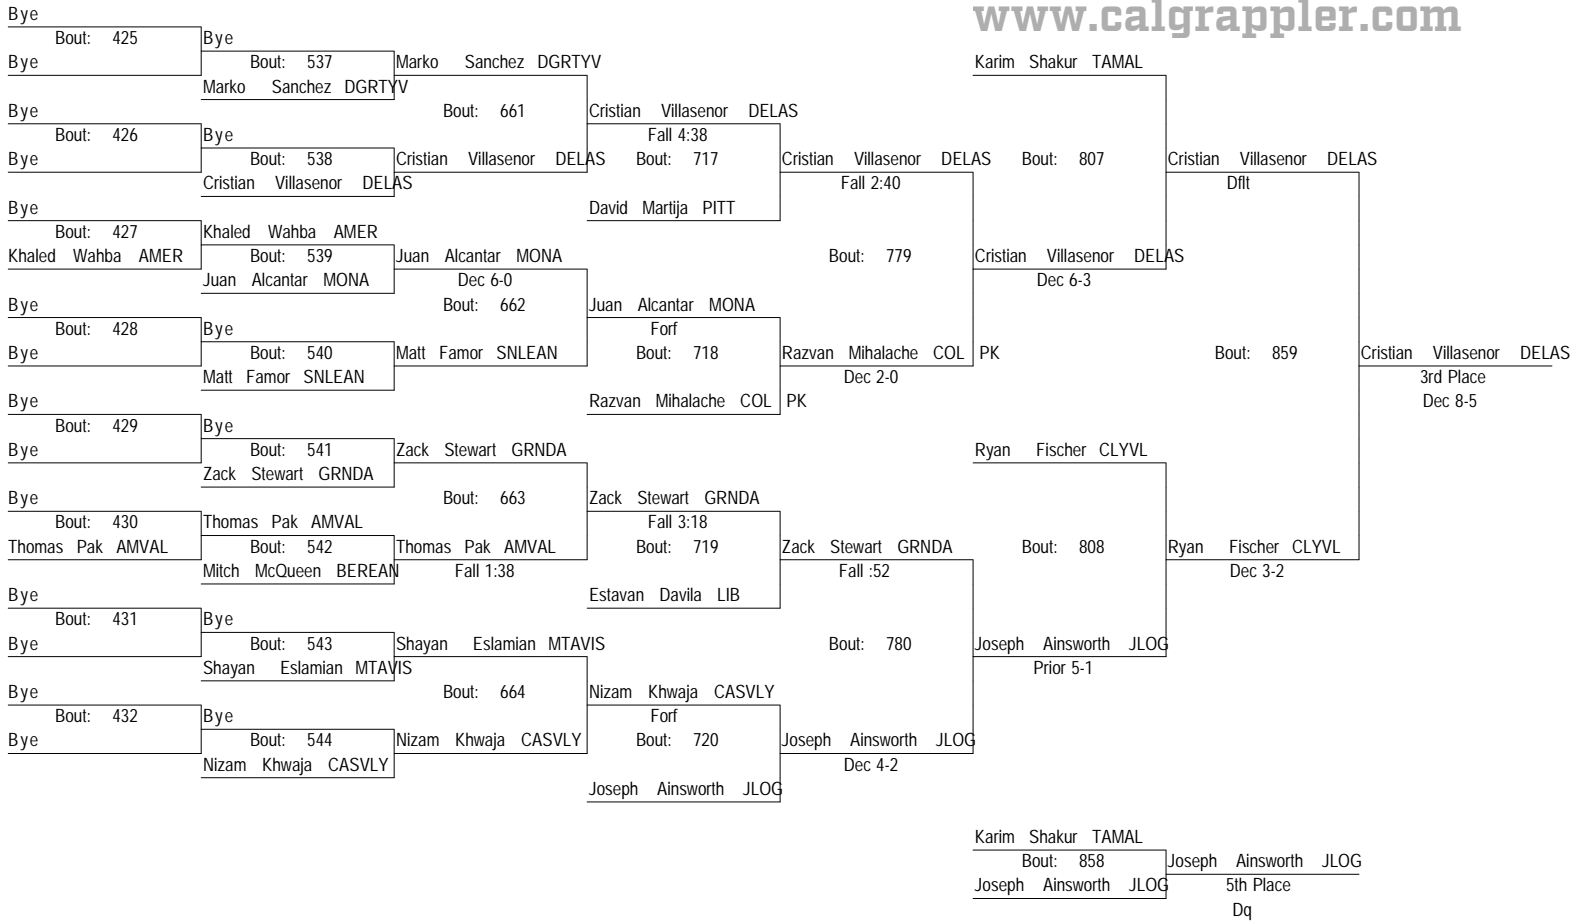 www.calgrappler.com
Bye
Bout: 425 Bye
Bye Bout: 537 Marko Sanchez DGRTYV Karim Shakur TAMAL
Marko Sanchez DGRTYV
Bye Bout: 661 Cristian Villasenor DELAS
Bout: 426 Bye Fall 4:38
Bye Bout: 538 Cristian Villasenor DELAS Bout: 717 Cristian Villasenor DELAS Bout: 807 Cristian Villasenor DELAS
Cristian Villasenor DELAS Fall 2:40 Dflt
Bye David Martija PITT
Bout: 427 Khaled Wahba AMER
Khaled Wahba AMER Bout: 539 Juan Alcantar MONA Bout: 779 Cristian Villasenor DELAS
Juan Alcantar MONA Dec 6-0 Dec 6-3
Bye Bout: 662 Juan Alcantar MONA
Bout: 428 Bye Forf
Bye Bout: 540 Matt Famor SNLEAN Bout: 718 Razvan Mihalache COL PK Bout: 859 Cristian Villasenor DELAS
Matt Famor SNLEAN Dec 2-0 3rd Place
Bye Razvan Mihalache COL PK Dec 8-5
Bout: 429 Bye
Bye Bout: 541 Zack Stewart GRNDA Ryan Fischer CLYVL
Zack Stewart GRNDA
Bye Bout: 663 Zack Stewart GRNDA
Bout: 430 Thomas Pak AMVAL Fall 3:18
Thomas Pak AMVAL Bout: 542 Thomas Pak AMVAL Bout: 719 Zack Stewart GRNDA Bout: 808 Ryan Fischer CLYVL
Mitch McQueen BEREAN Fall 1:38 Fall :52 Dec 3-2
Bye Estavan Davila LIB
Bout: 431 Bye
Bye Bout: 543 Shayan Eslamian MTAVIS Bout: 780 Joseph Ainsworth JLOG
Shayan Eslamian MTAVIS Prior 5-1
Bye Bout: 664 Nizam Khwaja CASVLY
Bout: 432 Bye Forf
Bye Bout: 544 Nizam Khwaja CASVLY Bout: 720 Joseph Ainsworth JLOG
Nizam Khwaja CASVLY Dec 4-2
Joseph Ainsworth JLOG
Karim Shakur TAMAL
Bout: 858 Joseph Ainsworth JLOG
Joseph Ainsworth JLOG 5th Place
Dq